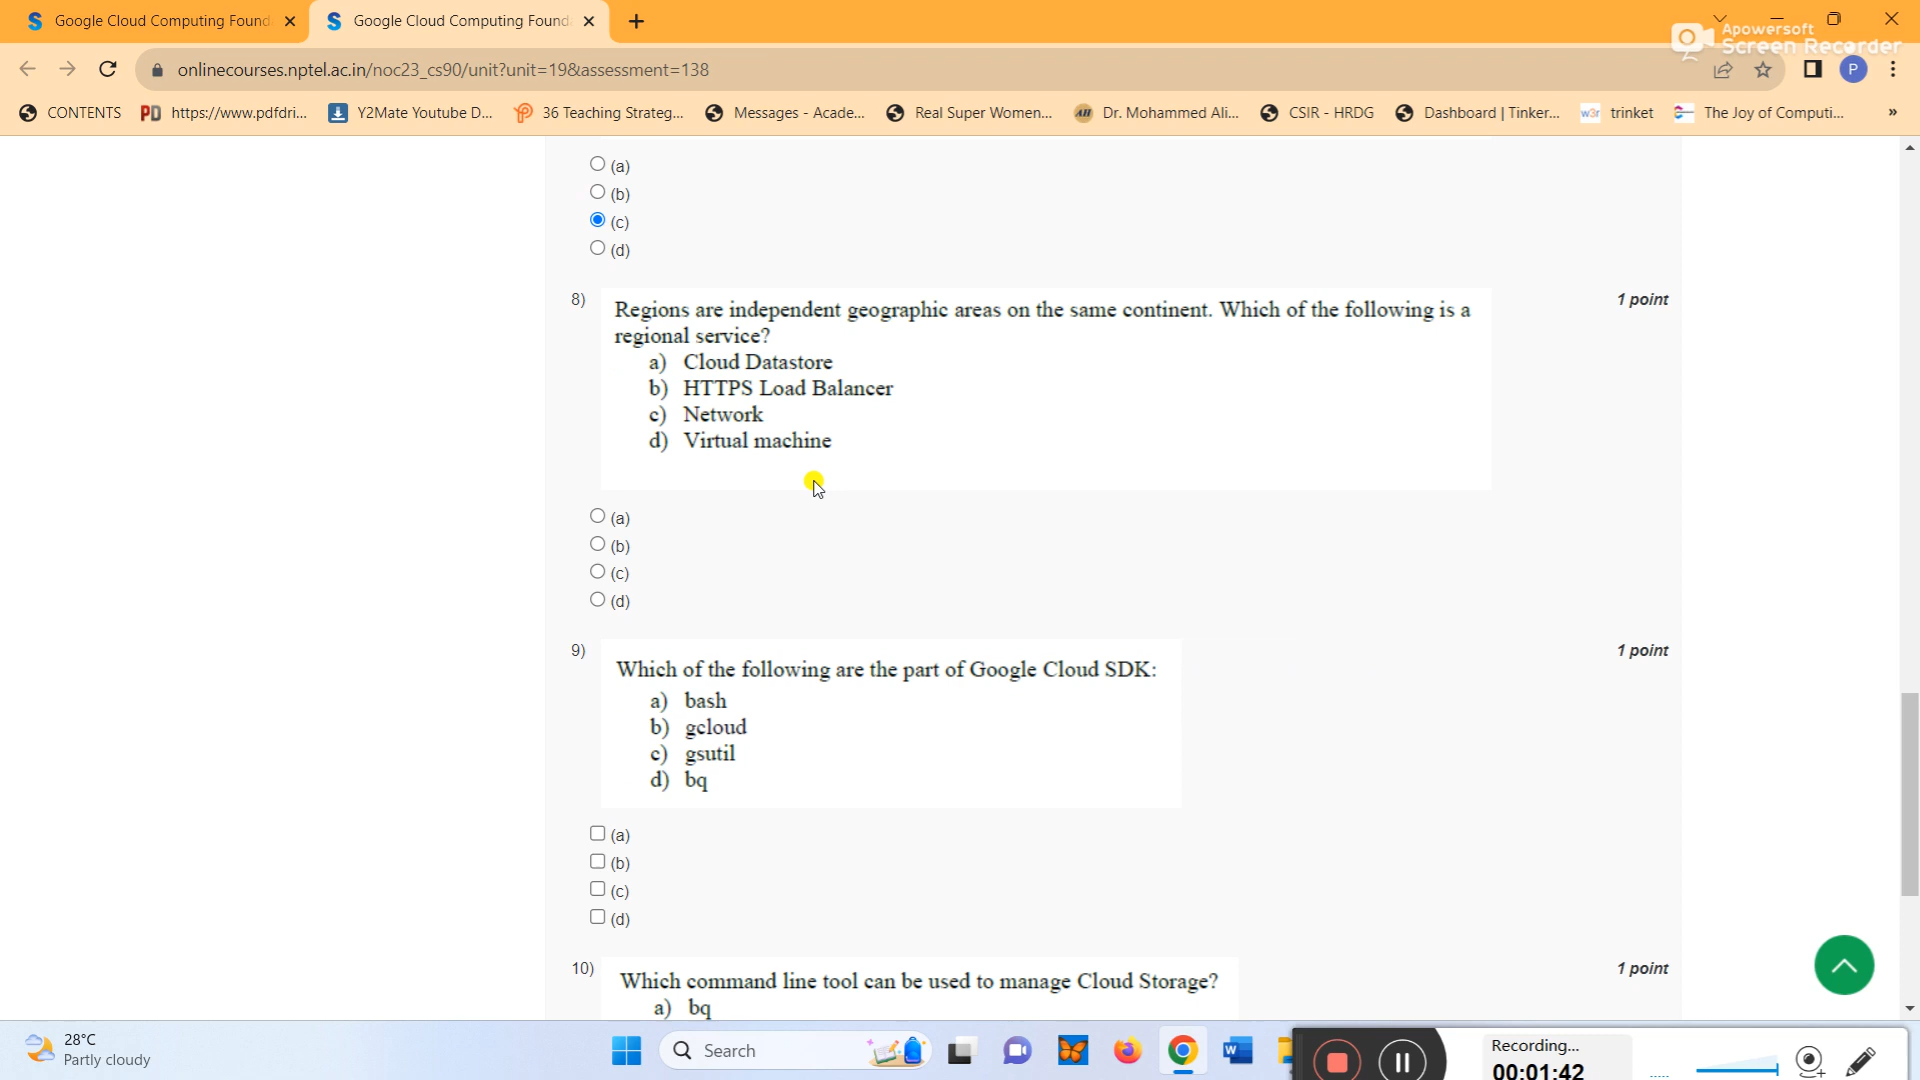 Google Cloud Computing Found
Google Cloud Computing Found
Apowersoft
Screen Recorder
onlinecourses.nptel.ac.in/noc23_cs90/unit?unit=19&assessment=138
P
CONTENTS
PD https://www.pdfdri...
Y2Mate Youtube D...
36 Teaching Strateg...
Messages - Acade...
Real Super Women...
Dr. Mohammed Ali...
CSIR - HRDG
Dashboard | Tinker...
w3r trinket
The Joy of Computi...
»
(a)
(b)
(c)
(d)
8)
1 point
Regions are independent geographic areas on the same continent. Which of the following is a
regional service?
a) Cloud Datastore
b) HTTPS Load Balancer
c) Network
d) Virtual machine
(a)
(b)
(c)
(d)
9)
1 point
Which of the following are the part of Google Cloud SDK:
a) bash
b) gcloud
c) gsutil
d) bq
(a)
(b)
(c)
(d)
10)
1 point
Which command line tool can be used to manage Cloud Storage?
a) bq
28°C
Partly cloudy
Search
Recording...
00:01:42